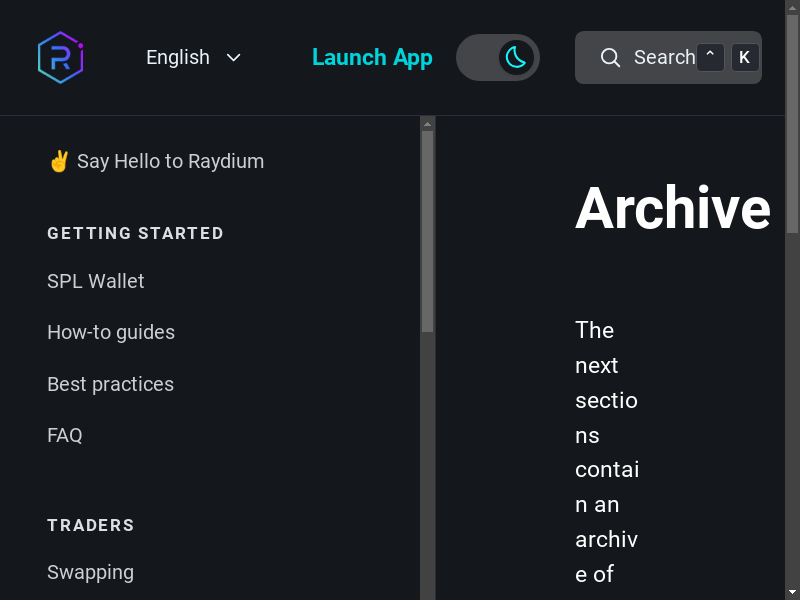 English
Launch App
Search ^ K
✌️ Say Hello to Raydium
GETTING STARTED
SPL Wallet
How-to guides
Best practices
FAQ
TRADERS
Swapping
Archive
The
next
sectio
ns
contai
n an
archiv
e of